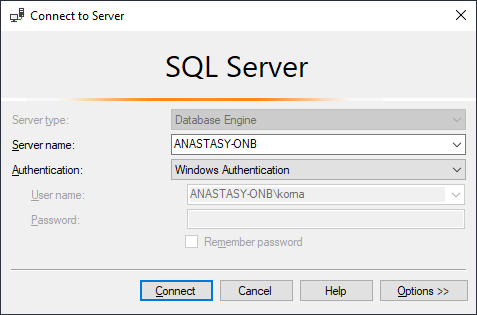 Connect to Server
SQL Server
Server type: Database Engine
Server name: ANASTASY-ONB
Authentication: Windows Authentication
User name: ANASTASY-ONB\korna
Password:
Remember password
Connect Cancel Help Options >>